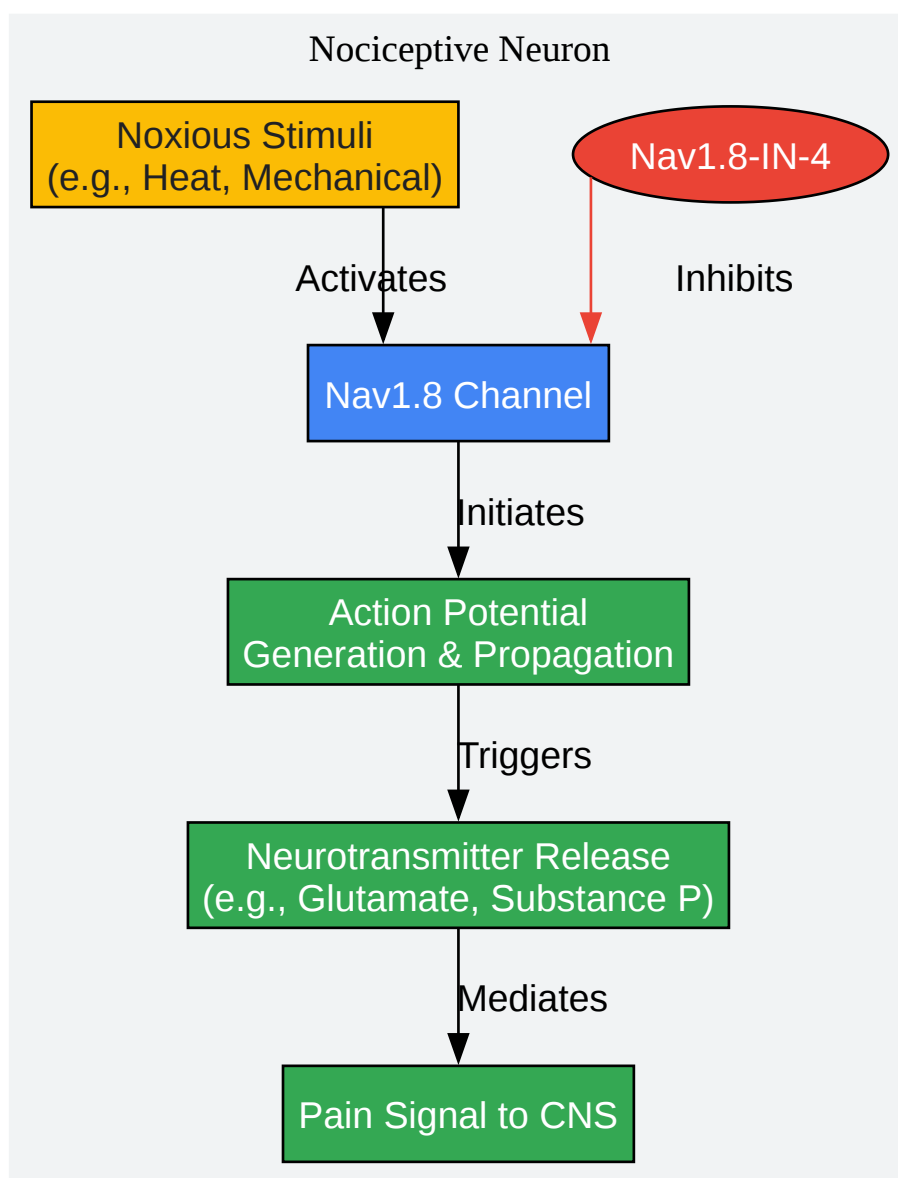 Nociceptive Neuron
Noxious Stimuli
(e.g., Heat, Mechanical)
Nav1.8-IN-4
Activates
Inhibits
Nav1.8 Channel
Initiates
Action Potential
Generation & Propagation
Triggers
Neurotransmitter Release
(e.g., Glutamate, Substance P)
Mediates
Pain Signal to CNS